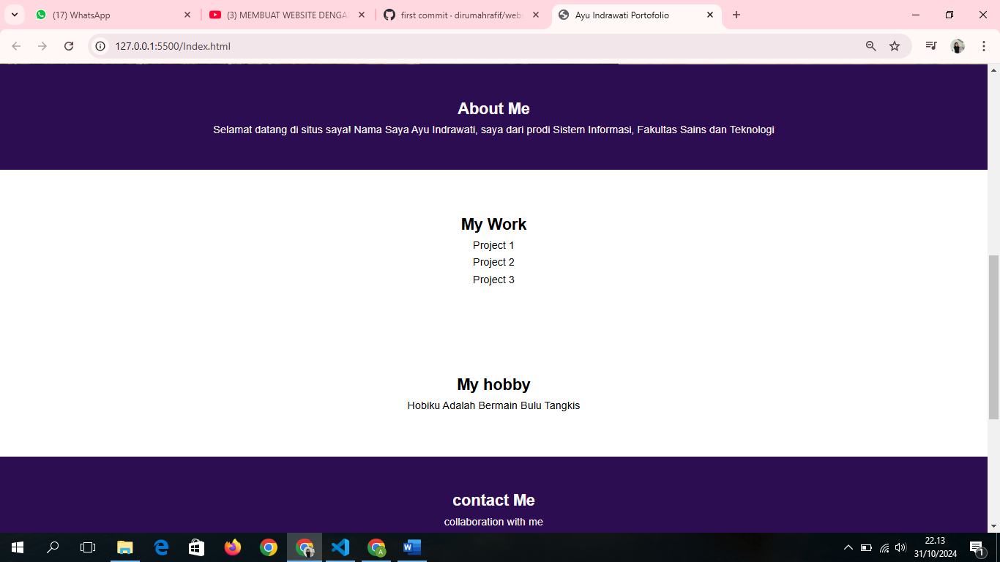 (17) WhatsApp
(3) MEMBUAT WEBSITE DENGA
first commit · dirumahrafif/webs
Ayu Indrawati Portofolio
127.0.0.1:5500/Index.html
About Me
Selamat datang di situs saya! Nama Saya Ayu Indrawati, saya dari prodi Sistem Informasi, Fakultas Sains dan Teknologi
My Work
Project 1
Project 2
Project 3
My hobby
Hobiku Adalah Bermain Bulu Tangkis
contact Me
collaboration with me
22.13
31/10/2024
1